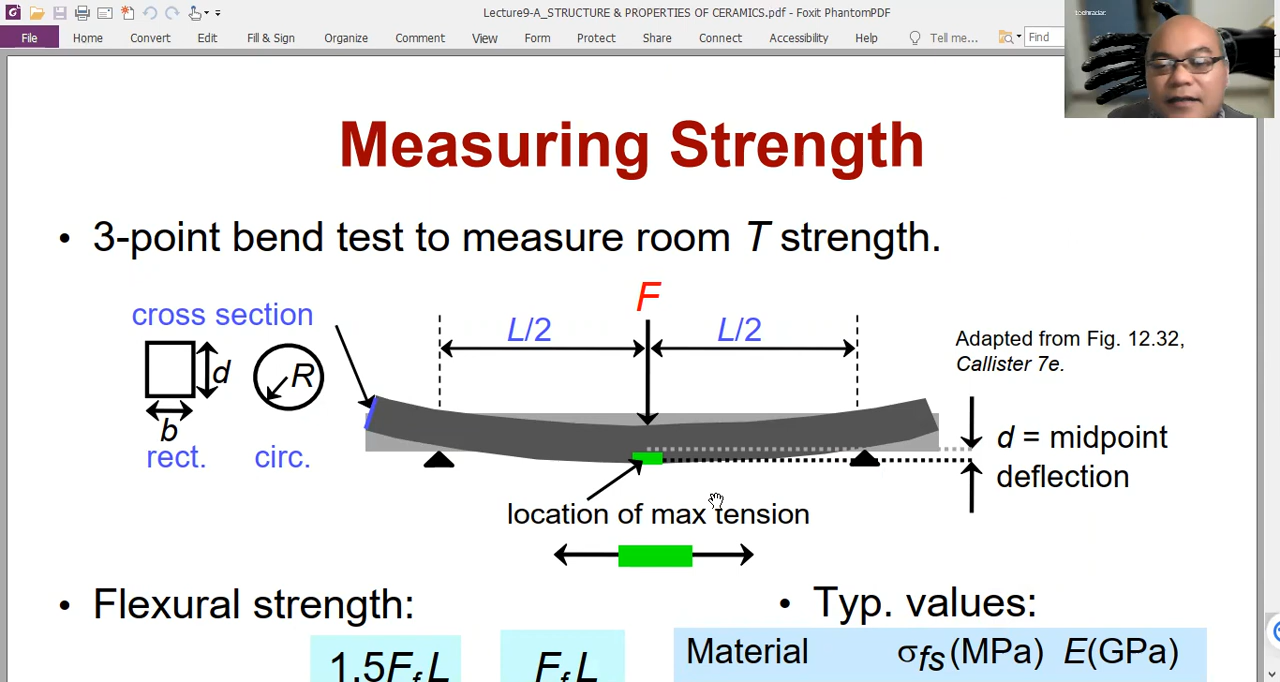 Lecture9-A_STRUCTURE & PROPERTIES OF CERAMICS.pdf - Foxit PhantomPDF
File Home Convert Edit Fill & Sign Organize Comment View Form Protect Share Connect Accessibility Help Tell me... Find
Measuring Strength
• 3-point bend test to measure room T strength.
F
cross section
L/2 L/2
Adapted from Fig. 12.32,
Callister 7e.
d
R
b
rect. circ.
d = midpoint
deflection
location of max tension
• Flexural strength:
• Typ. values:
1.5FfL
FfL
Material σfs(MPa) E(GPa)